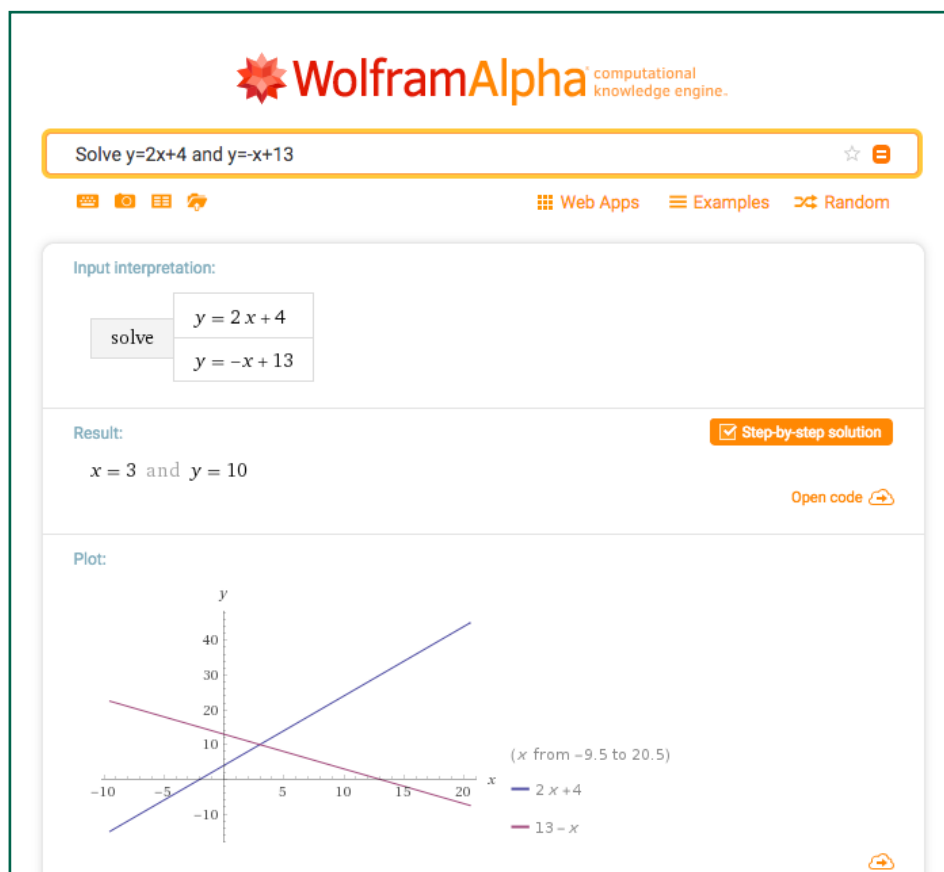 WolframAlpha computational knowledge engine.
Solve y=2x+4 and y=-x+13
Web Apps Examples Random
Input interpretation:
solve
y = 2 x + 4
y = −x + 13
Result:
Step-by-step solution
x = 3 and y = 10
Open code
Plot:
y
40
30
20
10
−10 −5 5 10 15 20 x
−10
(x from −9.5 to 20.5)
2 x +4
13 − x